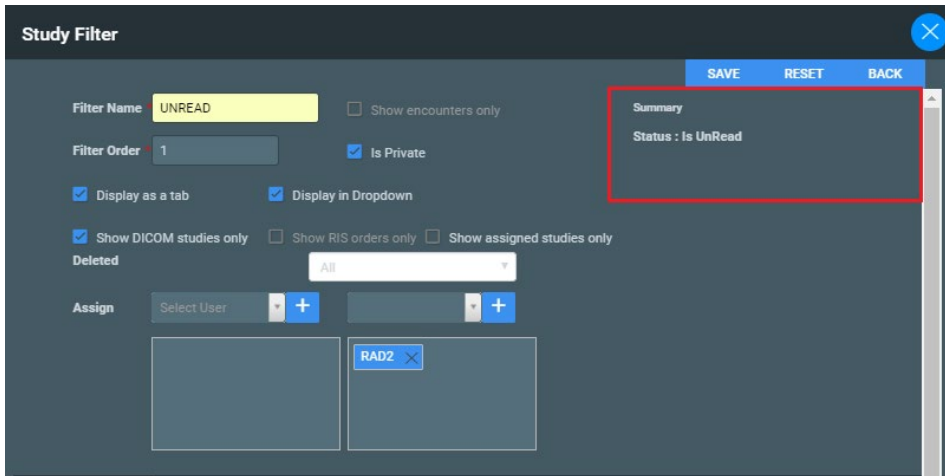 Study Filter
SAVE RESET BACK
Filter Name * UNREAD Show encounters only
Summary
Status : Is UnRead
Filter Order * 1 Is Private
Display as a tab Display in Dropdown
Show DICOM studies only Show RIS orders only Show assigned studies only
Deleted All
Assign Select User + +
RAD2